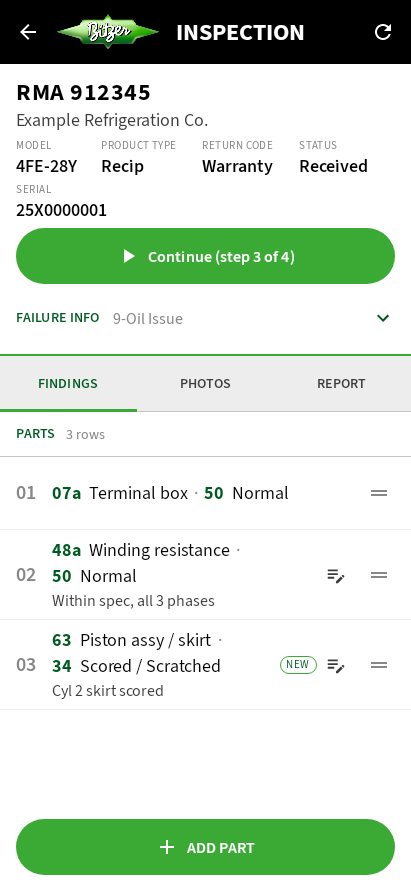 Bitzer INSPECTION
RMA 912345
Example Refrigeration Co.
MODEL PRODUCT TYPE RETURN CODE STATUS
4FE-28Y Recip Warranty Received
SERIAL
25X0000001
Continue (step 3 of 4)
FAILURE INFO 9-Oil Issue
FINDINGS PHOTOS REPORT
PARTS 3 rows
01 07a Terminal box · 50 Normal
48a Winding resistance ·
02 50 Normal
Within spec, all 3 phases
63 Piston assy / skirt ·
03 34 Scored / Scratched NEW
Cyl 2 skirt scored
ADD PART